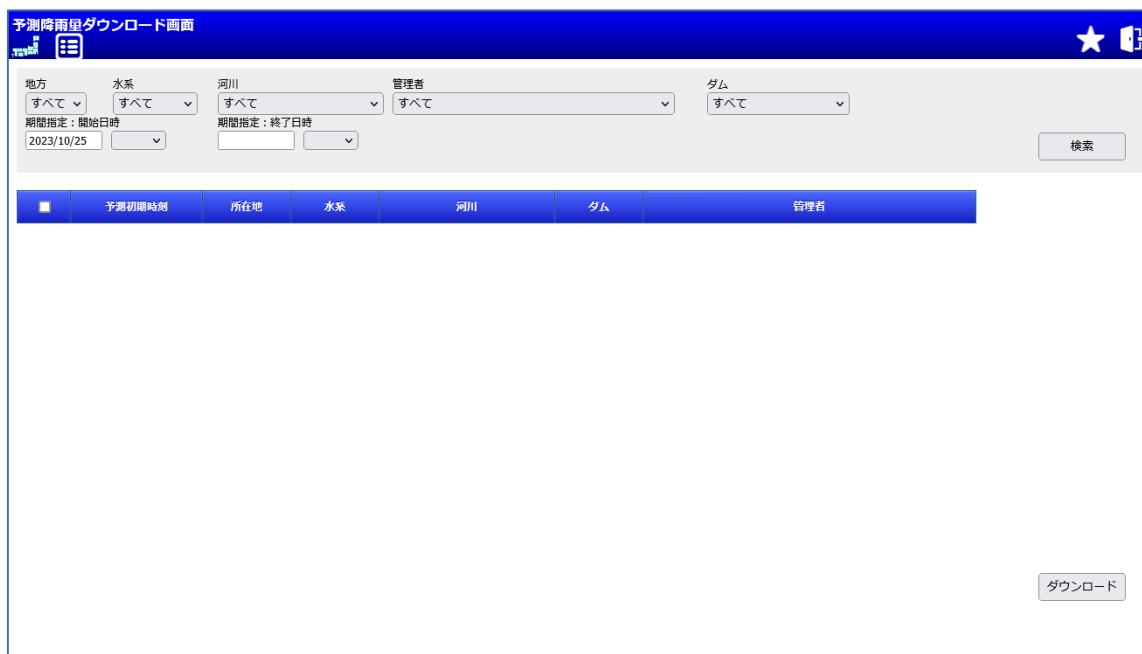 予測降雨量ダウンロード画面
地方 水系 河川 管理者 ダム
すべて すべて すべて すべて すべて
期間指定：開始日時 期間指定：終了日時
2023/10/25
検索
予測初期時刻 所在地 水系 河川 ダム 管理者
ダウンロード